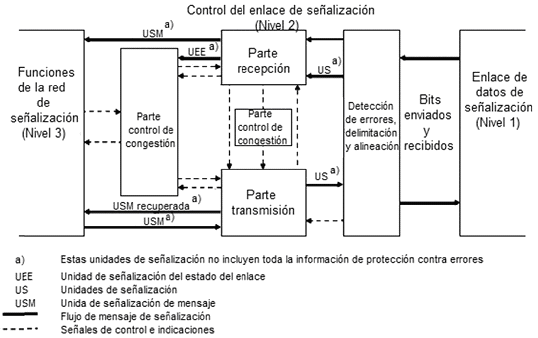 Control del enlace de señalización
(Nivel 2)
USM a)
UEE a)
Parte
recepción
US a)
Funciones
de la red
de
señalización
(Nivel 3)
Parte
control de
congestión
Parte
control de
congestión
Detección
de errores,
delimitación
y alineación
Bits
enviados
y
recibidos
Enlace de
datos de
señalización
(Nivel 1)
Parte
transmisión
US a)
USM recuperada a)
USM a)
a) Estas unidades de señalización no incluyen toda la información de protección contra errores
UEE Unidad de señalización del estado del enlace
US Unidades de señalización
USM Unida de señalización de mensaje
Flujo de mensaje de señalización
Señales de control e indicaciones